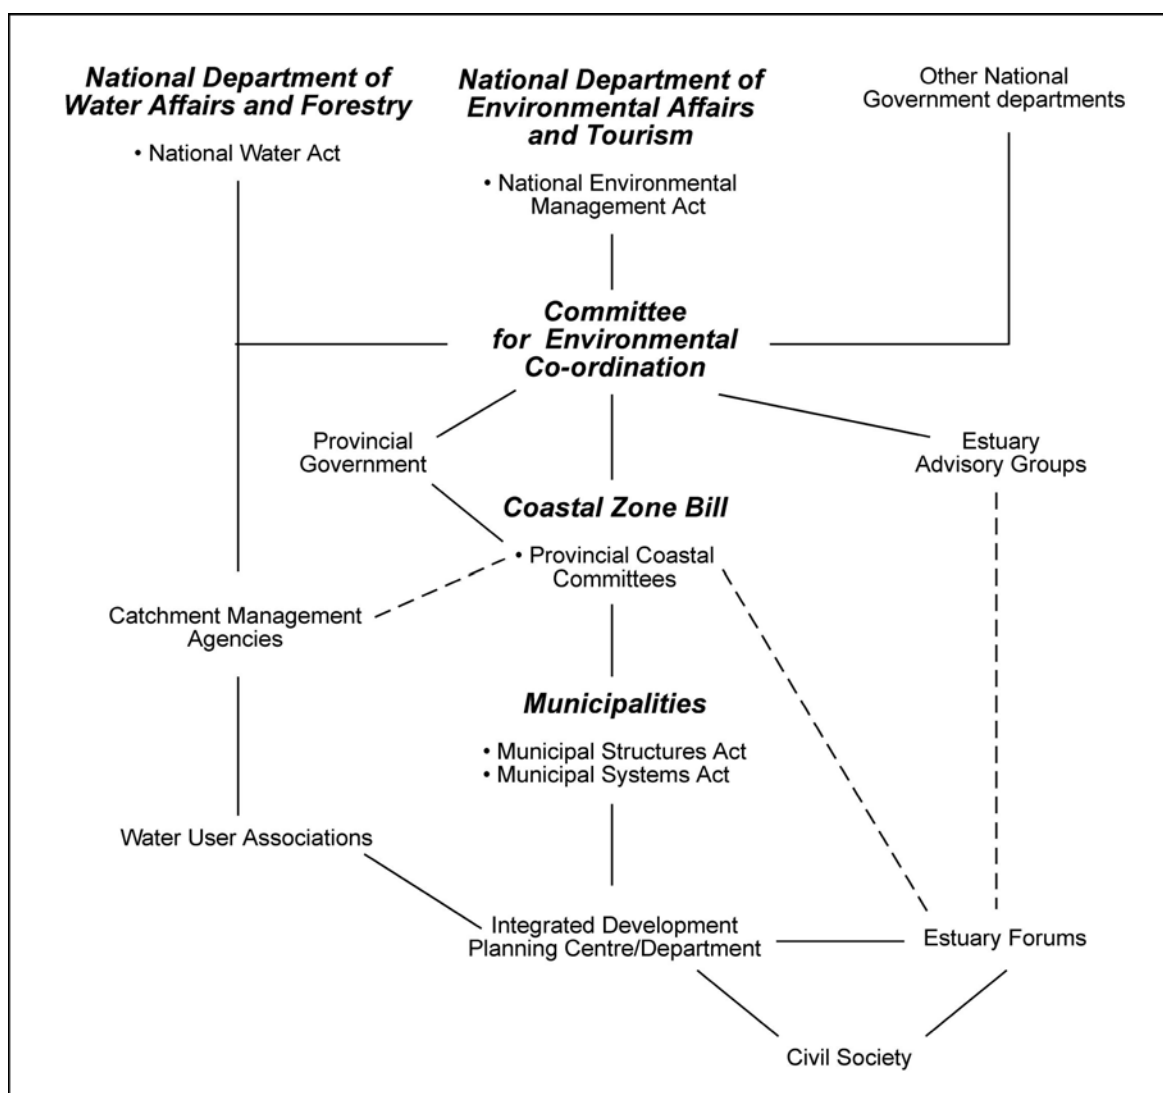 National Department of
Water Affairs and Forestry
• National Water Act
National Department of
Environmental Affairs
and Tourism
• National Environmental
Management Act
Other National
Government departments
Committee
for Environmental
Co-ordination
Provincial
Government
Estuary
Advisory Groups
Coastal Zone Bill
• Provincial Coastal
Committees
Catchment Management
Agencies
Municipalities
• Municipal Structures Act
• Municipal Systems Act
Water User Associations
Integrated Development
Planning Centre/Department
Estuary Forums
Civil Society